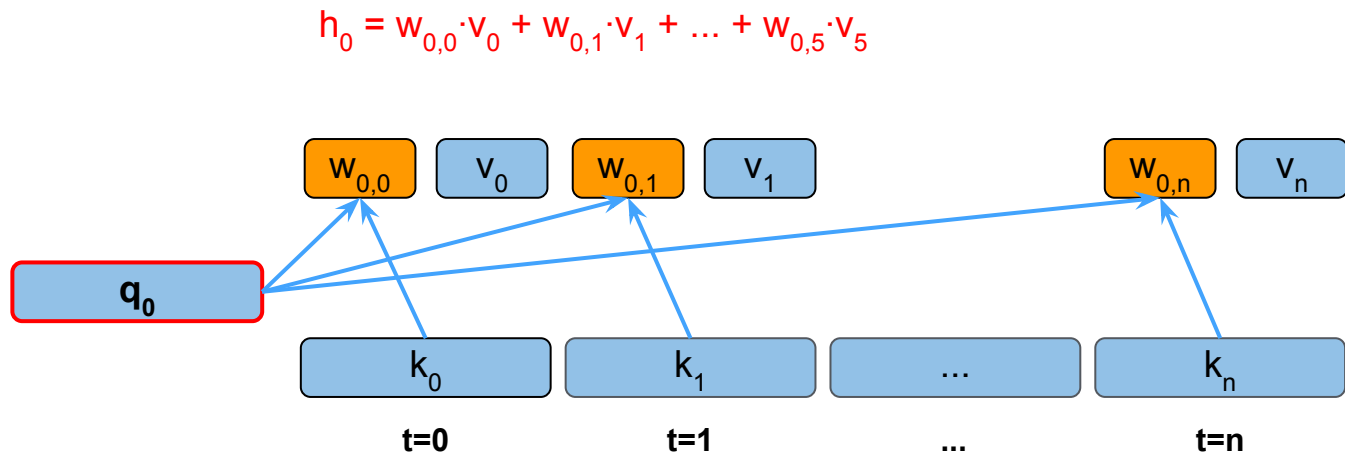 h₀ = w₀,₀·v₀ + w₀,₁·v₁ + ... + w₀,₅·v₅
w₀,₀ v₀ w₀,₁ v₁ w₀,ₙ vₙ
q₀
k₀ k₁ ... kₙ
t=0 t=1 ... t=n